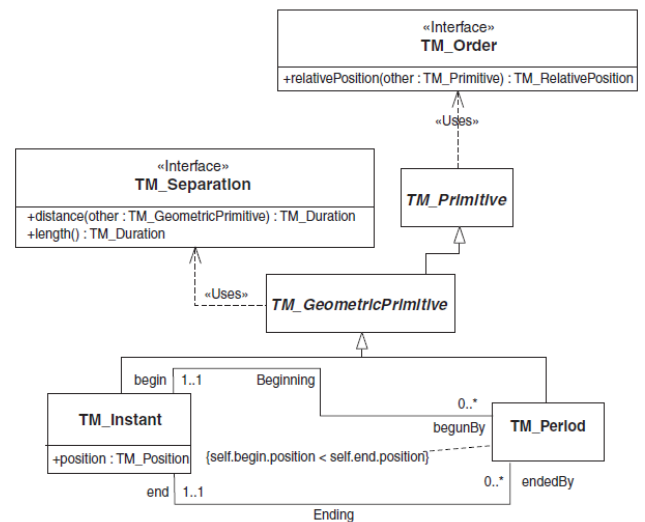 «Interface»
TM_Order
+relativePosition(other : TM_Primitive) : TM_RelativePosition
«Uses»
«Interface»
TM_Separation
+distance(other : TM_GeometricPrimitive) : TM_Duration
+length() : TM_Duration
TM_Primitive
«Uses»
TM_GeometricPrimitive
begin 1..1 Beginning
0..*
TM_Instant
begunBy
TM_Period
+position : TM_Position
{self.begin.position < self.end.position}
end 1..1
0..* endedBy
Ending